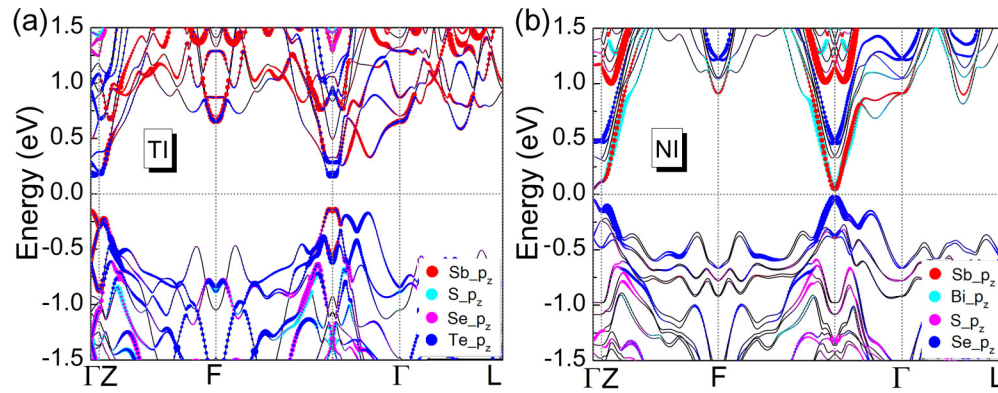 (a)
Energy (eV)
1.5
1.0
0.5
0.0
-0.5
-1.0
-1.5
TI
Sb_pz
S_pz
Se_pz
Te_pz
Γ Z F Γ L
(b)
Energy (eV)
1.5
1.0
0.5
0.0
-0.5
-1.0
-1.5
NI
Sb_pz
Bi_pz
S_pz
Se_pz
Γ Z F Γ L